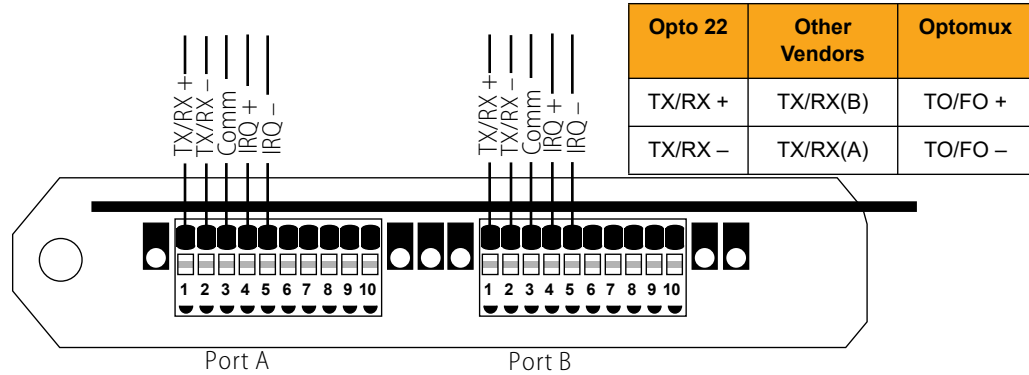 Opto 22 Other Vendors Optomux
TX/RX + TX/RX(B) TO/FO +
TX/RX – TX/RX(A) TO/FO –
TX/RX +
TX/RX –
Comm
IRQ +
IRQ –
TX/RX +
TX/RX –
Comm
IRQ +
IRQ –
1 2 3 4 5 6 7 8 9 10
1 2 3 4 5 6 7 8 9 10
Port A
Port B